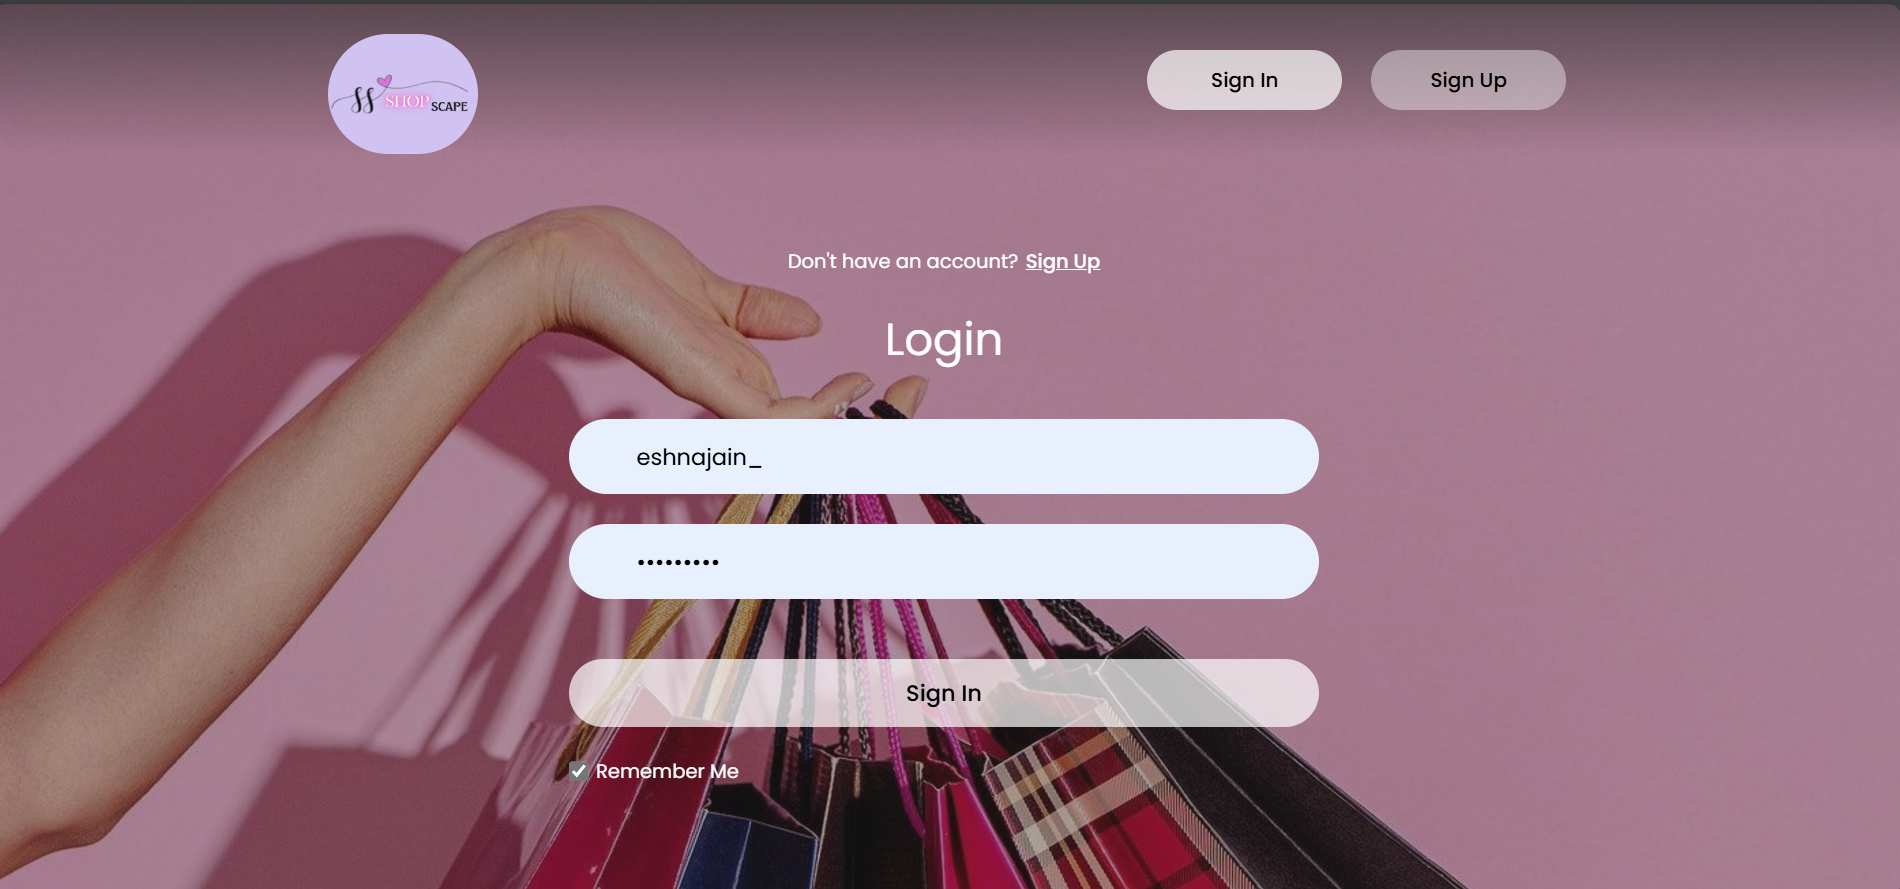 SS SHOP SCAPE
Sign In
Sign Up
Don't have an account? Sign Up
Login
eshnajain_
•••••••••
Sign In
Remember Me